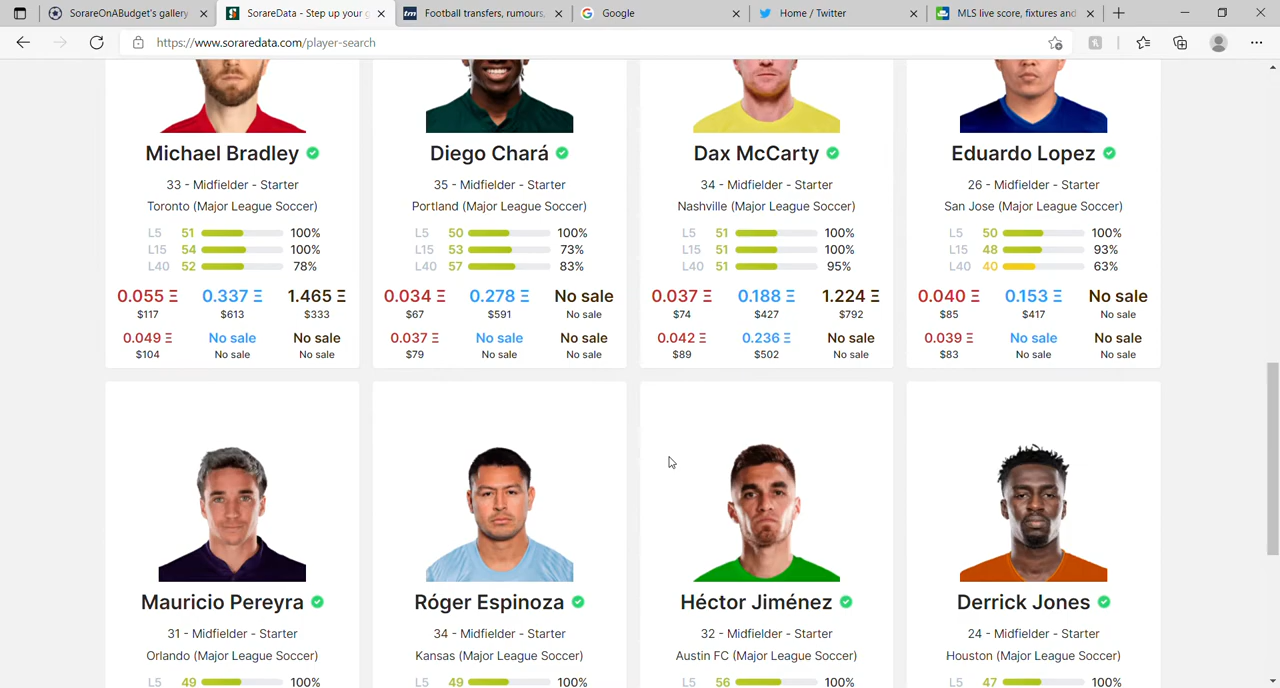 SorareOnABudget's gallery
SorareData - Step up your g
tm Football transfers, rumours,
Google
Home / Twitter
MLS live score, fixtures and
https://www.soraredata.com/player-search
Michael Bradley
33 - Midfielder - Starter
Toronto (Major League Soccer)
L5 51 100%
L15 54 100%
L40 52 78%
0.055 Ξ 0.337 Ξ 1.465 Ξ
$117 $613 $333
0.049 Ξ No sale No sale
$104 No sale No sale
Diego Chará
35 - Midfielder - Starter
Portland (Major League Soccer)
L5 50 100%
L15 53 73%
L40 57 83%
0.034 Ξ 0.278 Ξ No sale
$67 $591 No sale
0.037 Ξ No sale No sale
$79 No sale No sale
Dax McCarty
34 - Midfielder - Starter
Nashville (Major League Soccer)
L5 51 100%
L15 51 100%
L40 51 95%
0.037 Ξ 0.188 Ξ 1.224 Ξ
$74 $427 $792
0.042 Ξ 0.236 Ξ No sale
$89 $502 No sale
Eduardo Lopez
26 - Midfielder - Starter
San Jose (Major League Soccer)
L5 50 100%
L15 48 93%
L40 40 63%
0.040 Ξ 0.153 Ξ No sale
$85 $417 No sale
0.039 Ξ No sale No sale
$83 No sale No sale
Mauricio Pereyra
31 - Midfielder - Starter
Orlando (Major League Soccer)
L5 49 100%
Róger Espinoza
34 - Midfielder - Starter
Kansas (Major League Soccer)
L5 49 100%
Héctor Jiménez
32 - Midfielder - Starter
Austin FC (Major League Soccer)
L5 56 100%
Derrick Jones
24 - Midfielder - Starter
Houston (Major League Soccer)
L5 47 100%